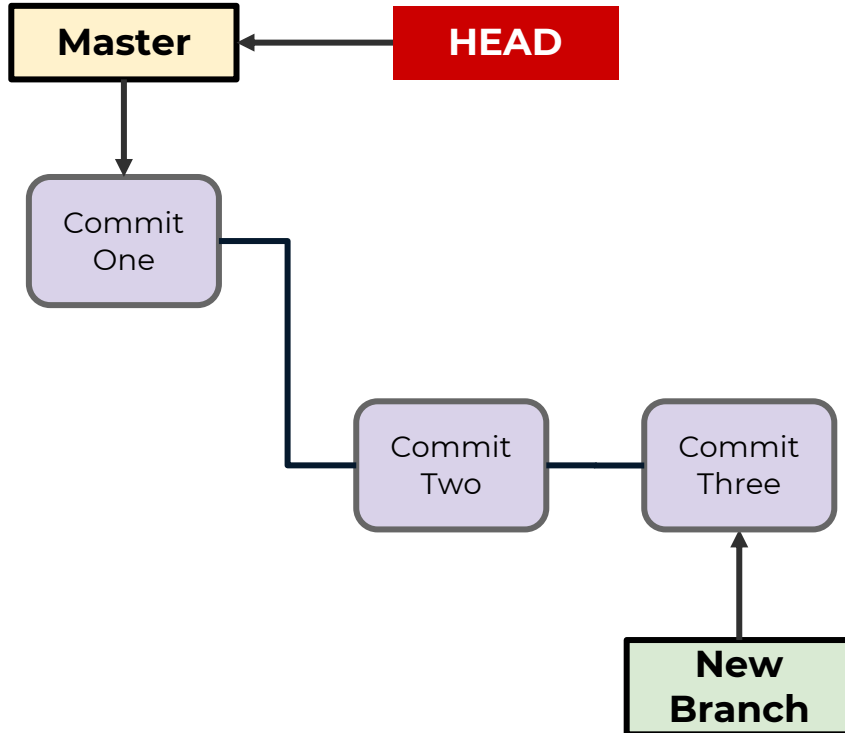 Master
HEAD
Commit
One
Commit
Two
Commit
Three
New
Branch